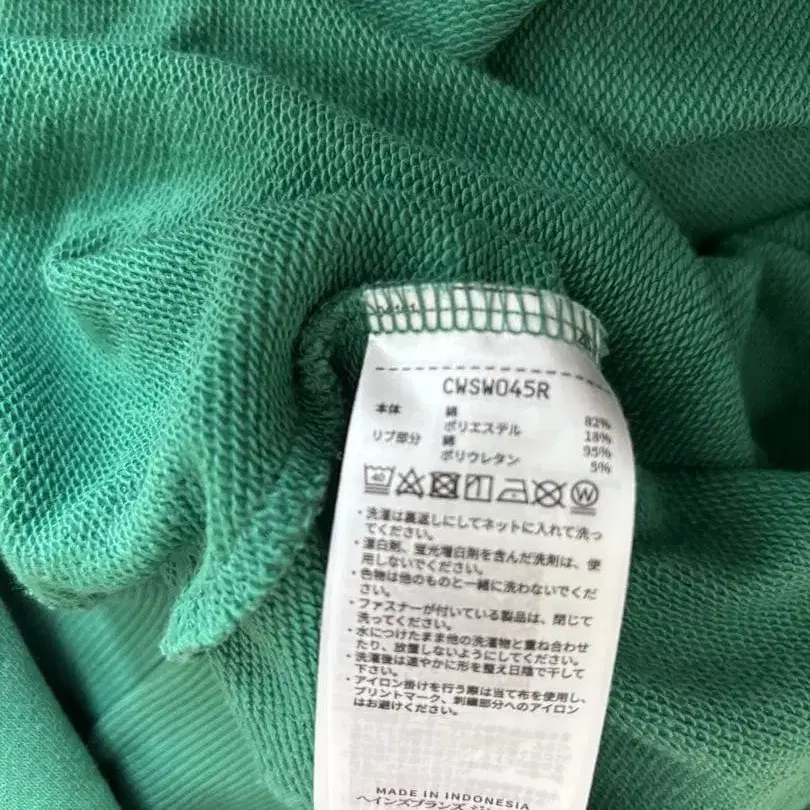 CWSW045R
本体 綿 82%
ポリエステル 18%
リブ部分 綿 95%
ポリウレタン 5%
40 W
・洗濯は裏返しにしてネットに入れて洗っ
てください。
・漂白剤、蛍光増白剤を含んだ洗剤は、使
用しないでください。
・色物は他のものと一緒に洗わないでくだ
さい。
・ファスナーが付いている製品は、閉じて
洗ってください。
・水につけたまま他の洗濯物と重ね合わせ
たり、放置しないようにしてください。
・洗濯後は速やかに形を整え日陰で干して
下さい。
・アイロン掛けを行う際は当て布を使用し、
プリントマーク、刺繍部分へのアイロン
はお避けください。
MADE IN INDONESIA
ヘインズブランズ